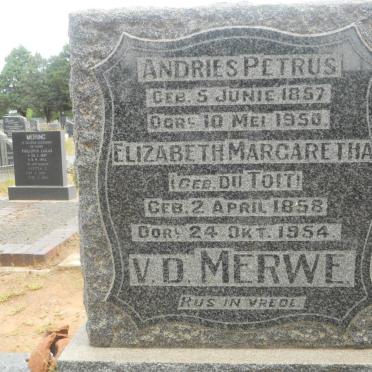 ANDRIES PETRUS
GEB. 5 JUNIE 1857
OORL. 10 MEI 1950
ELIZABETH MARGARETHA
(GEB. DU TOIT)
GEB. 2 APRIL 1858
OORL. 24 OKT. 1954
V.D. MERWE
RUS IN VREDE.